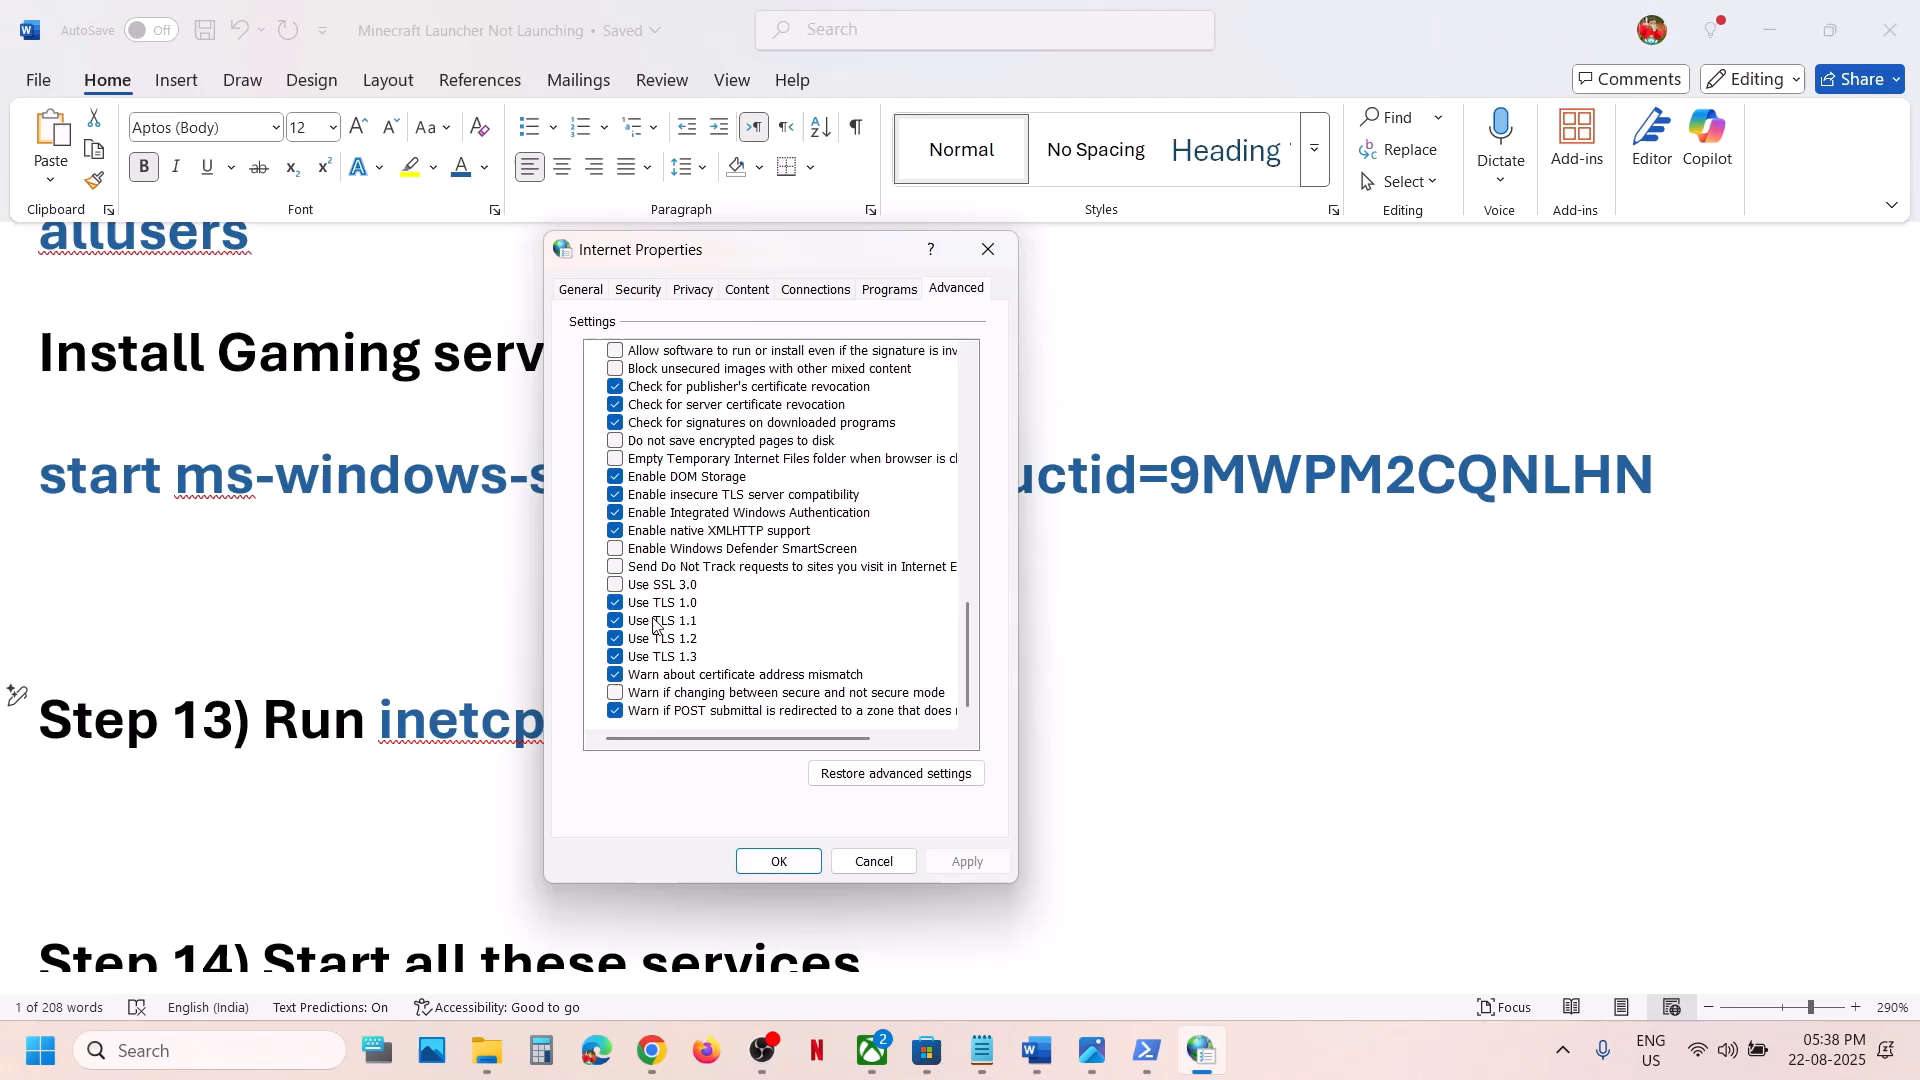 AutoSave Off Minecraft Launcher Not Launching • Saved Search
File Home Insert Draw Design Layout References Mailings Review View Help Comments Editing Share
Paste Aptos (Body) 12 Aa Normal No Spacing Heading Find Replace Select Dictate Add-ins Editor Copilot
Clipboard Font Paragraph Styles Editing Voice Add-ins
allusers
Install Gaming serv
start ms-windows-s
uctid=9MWPM2CQNLHN
Step 13) Run inetcp
Step 14) Start all these services
Internet Properties
General Security Privacy Content Connections Programs Advanced
Settings
Allow software to run or install even if the signature is inv
Block unsecured images with other mixed content
Check for publisher's certificate revocation
Check for server certificate revocation
Check for signatures on downloaded programs
Do not save encrypted pages to disk
Empty Temporary Internet Files folder when browser is cl
Enable DOM Storage
Enable insecure TLS server compatibility
Enable Integrated Windows Authentication
Enable native XMLHTTP support
Enable Windows Defender SmartScreen
Send Do Not Track requests to sites you visit in Internet E
Use SSL 3.0
Use TLS 1.0
Use TLS 1.1
Use TLS 1.2
Use TLS 1.3
Warn about certificate address mismatch
Warn if changing between secure and not secure mode
Warn if POST submittal is redirected to a zone that does
Restore advanced settings
OK Cancel Apply
1 of 208 words English (India) Text Predictions: On Accessibility: Good to go Focus 290%
Search 2 ENG US 05:38 PM 22-08-2025